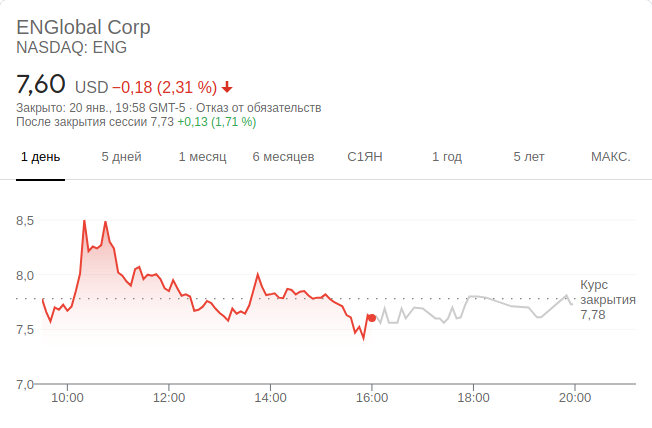 ENGlobal Corp
NASDAQ: ENG
7,60 USD −0,18 (2,31 %)
Закрыто: 20 янв., 19:58 GMT-5 · Отказ от обязательств
После закрытия сессии 7,73 +0,13 (1,71 %)
1 день 5 дней 1 месяц 6 месяцев С1ЯН 1 год 5 лет МАКС.
8,5
8,0
Курс
закрытия
7,78
7,5
7,0
10:00 12:00 14:00 16:00 18:00 20:00